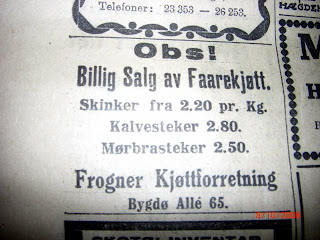 Telefoner: 23 353 — 26 253.
HÆGDEH
Obs!
Billig Salg av Faarekjøtt.
Skinker fra 2.20 pr. Kg.
Kalvesteker 2.80.
Mørbrasteker 2.50.
Frogner Kjøttforretning
Bygdø Allé 65.